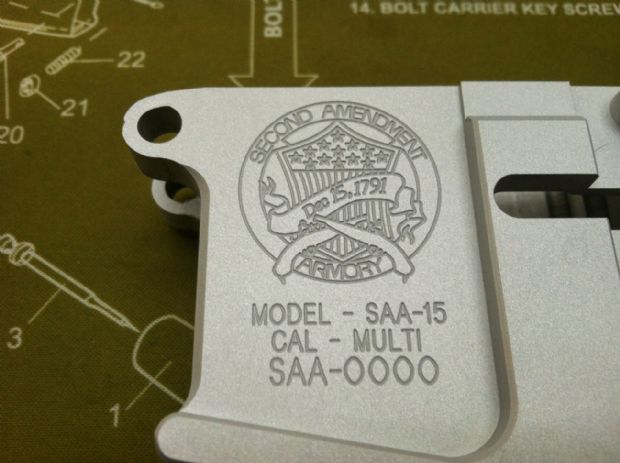 14. BOLT CARRIER KEY SCREW
BOLT
22
21
20
3
1
SECOND AMENDMENT
Dec 15, 1791
ARMORY
MODEL - SAA-15
CAL - MULTI
SAA-0000